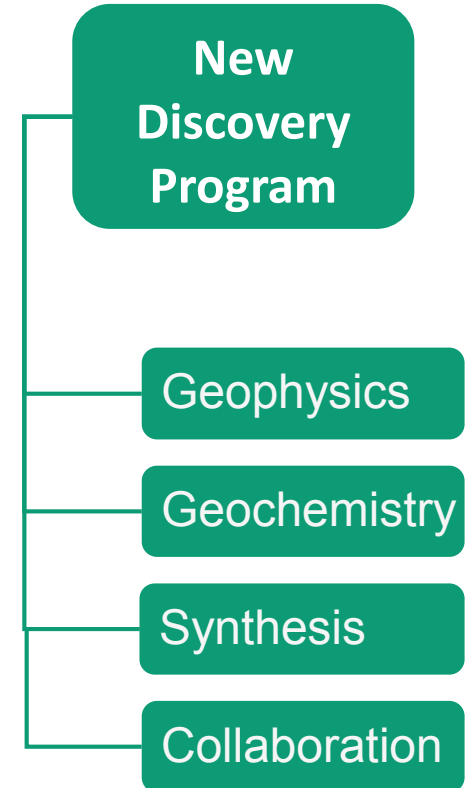 New
Discovery
Program
Geophysics
Geochemistry
Synthesis
Collaboration